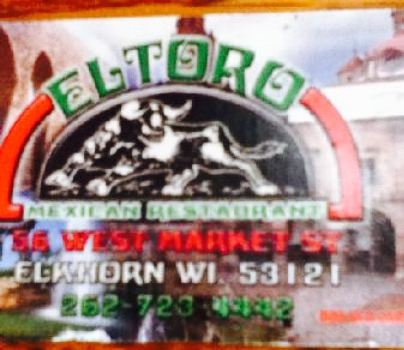 ELTORO
MEXICAN RESTAURANT
56 WEST MARKET ST
ELKHORN WI. 53121
262-723-4442